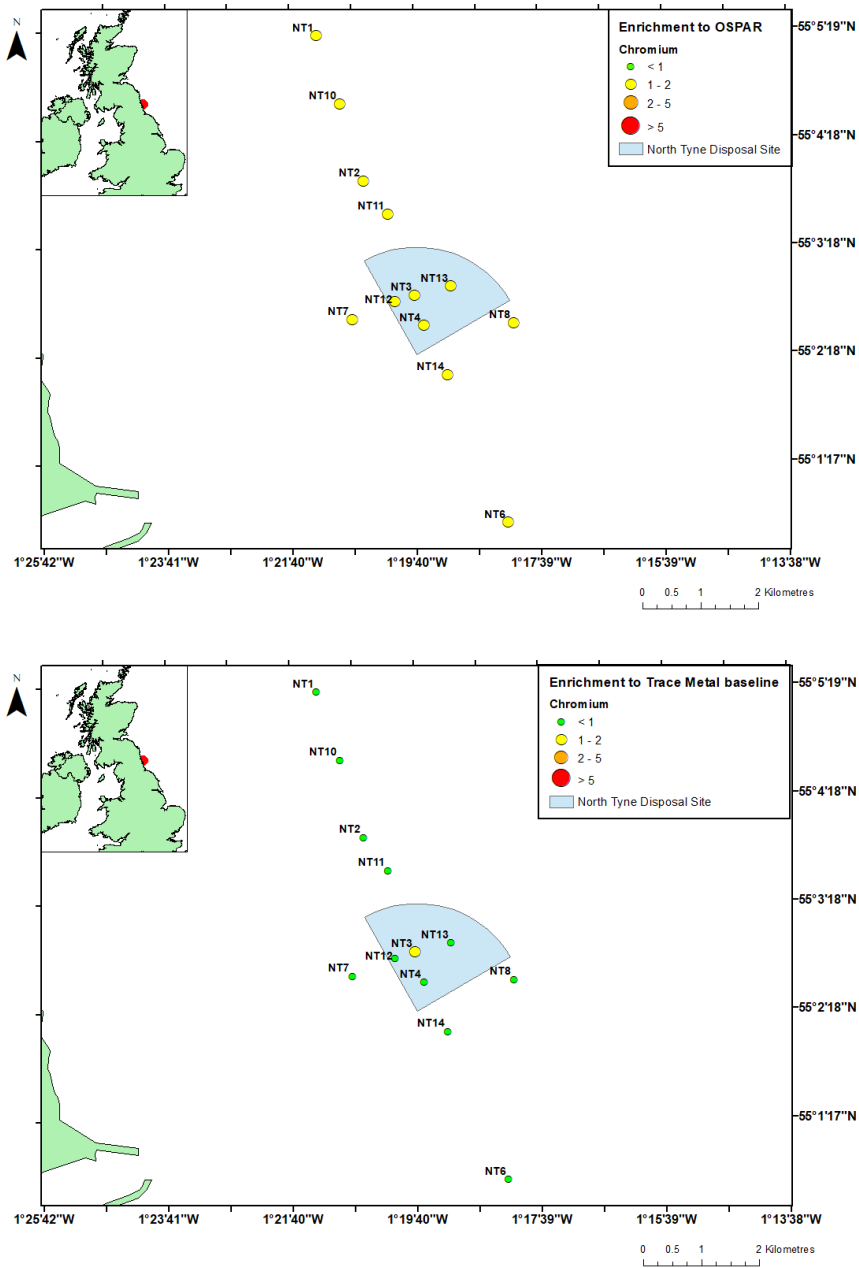 N
Enrichment to OSPAR
Chromium
< 1
1 - 2
2 - 5
> 5
North Tyne Disposal Site
NT1
NT10
NT2
NT11
NT13
NT3
NT12
NT7
NT4
NT8
NT14
NT6
55°5'19"N
55°4'18"N
55°3'18"N
55°2'18"N
55°1'17"N
1°25'42"W 1°23'41"W 1°21'40"W 1°19'40"W 1°17'39"W 1°15'39"W 1°13'38"W
0 0.5 1 2 Kilometres
N
Enrichment to Trace Metal baseline
Chromium
< 1
1 - 2
2 - 5
> 5
North Tyne Disposal Site
NT1
NT10
NT2
NT11
NT13
NT3
NT12
NT7
NT4
NT8
NT14
NT6
55°5'19"N
55°4'18"N
55°3'18"N
55°2'18"N
55°1'17"N
1°25'42"W 1°23'41"W 1°21'40"W 1°19'40"W 1°17'39"W 1°15'39"W 1°13'38"W
0 0.5 1 2 Kilometres